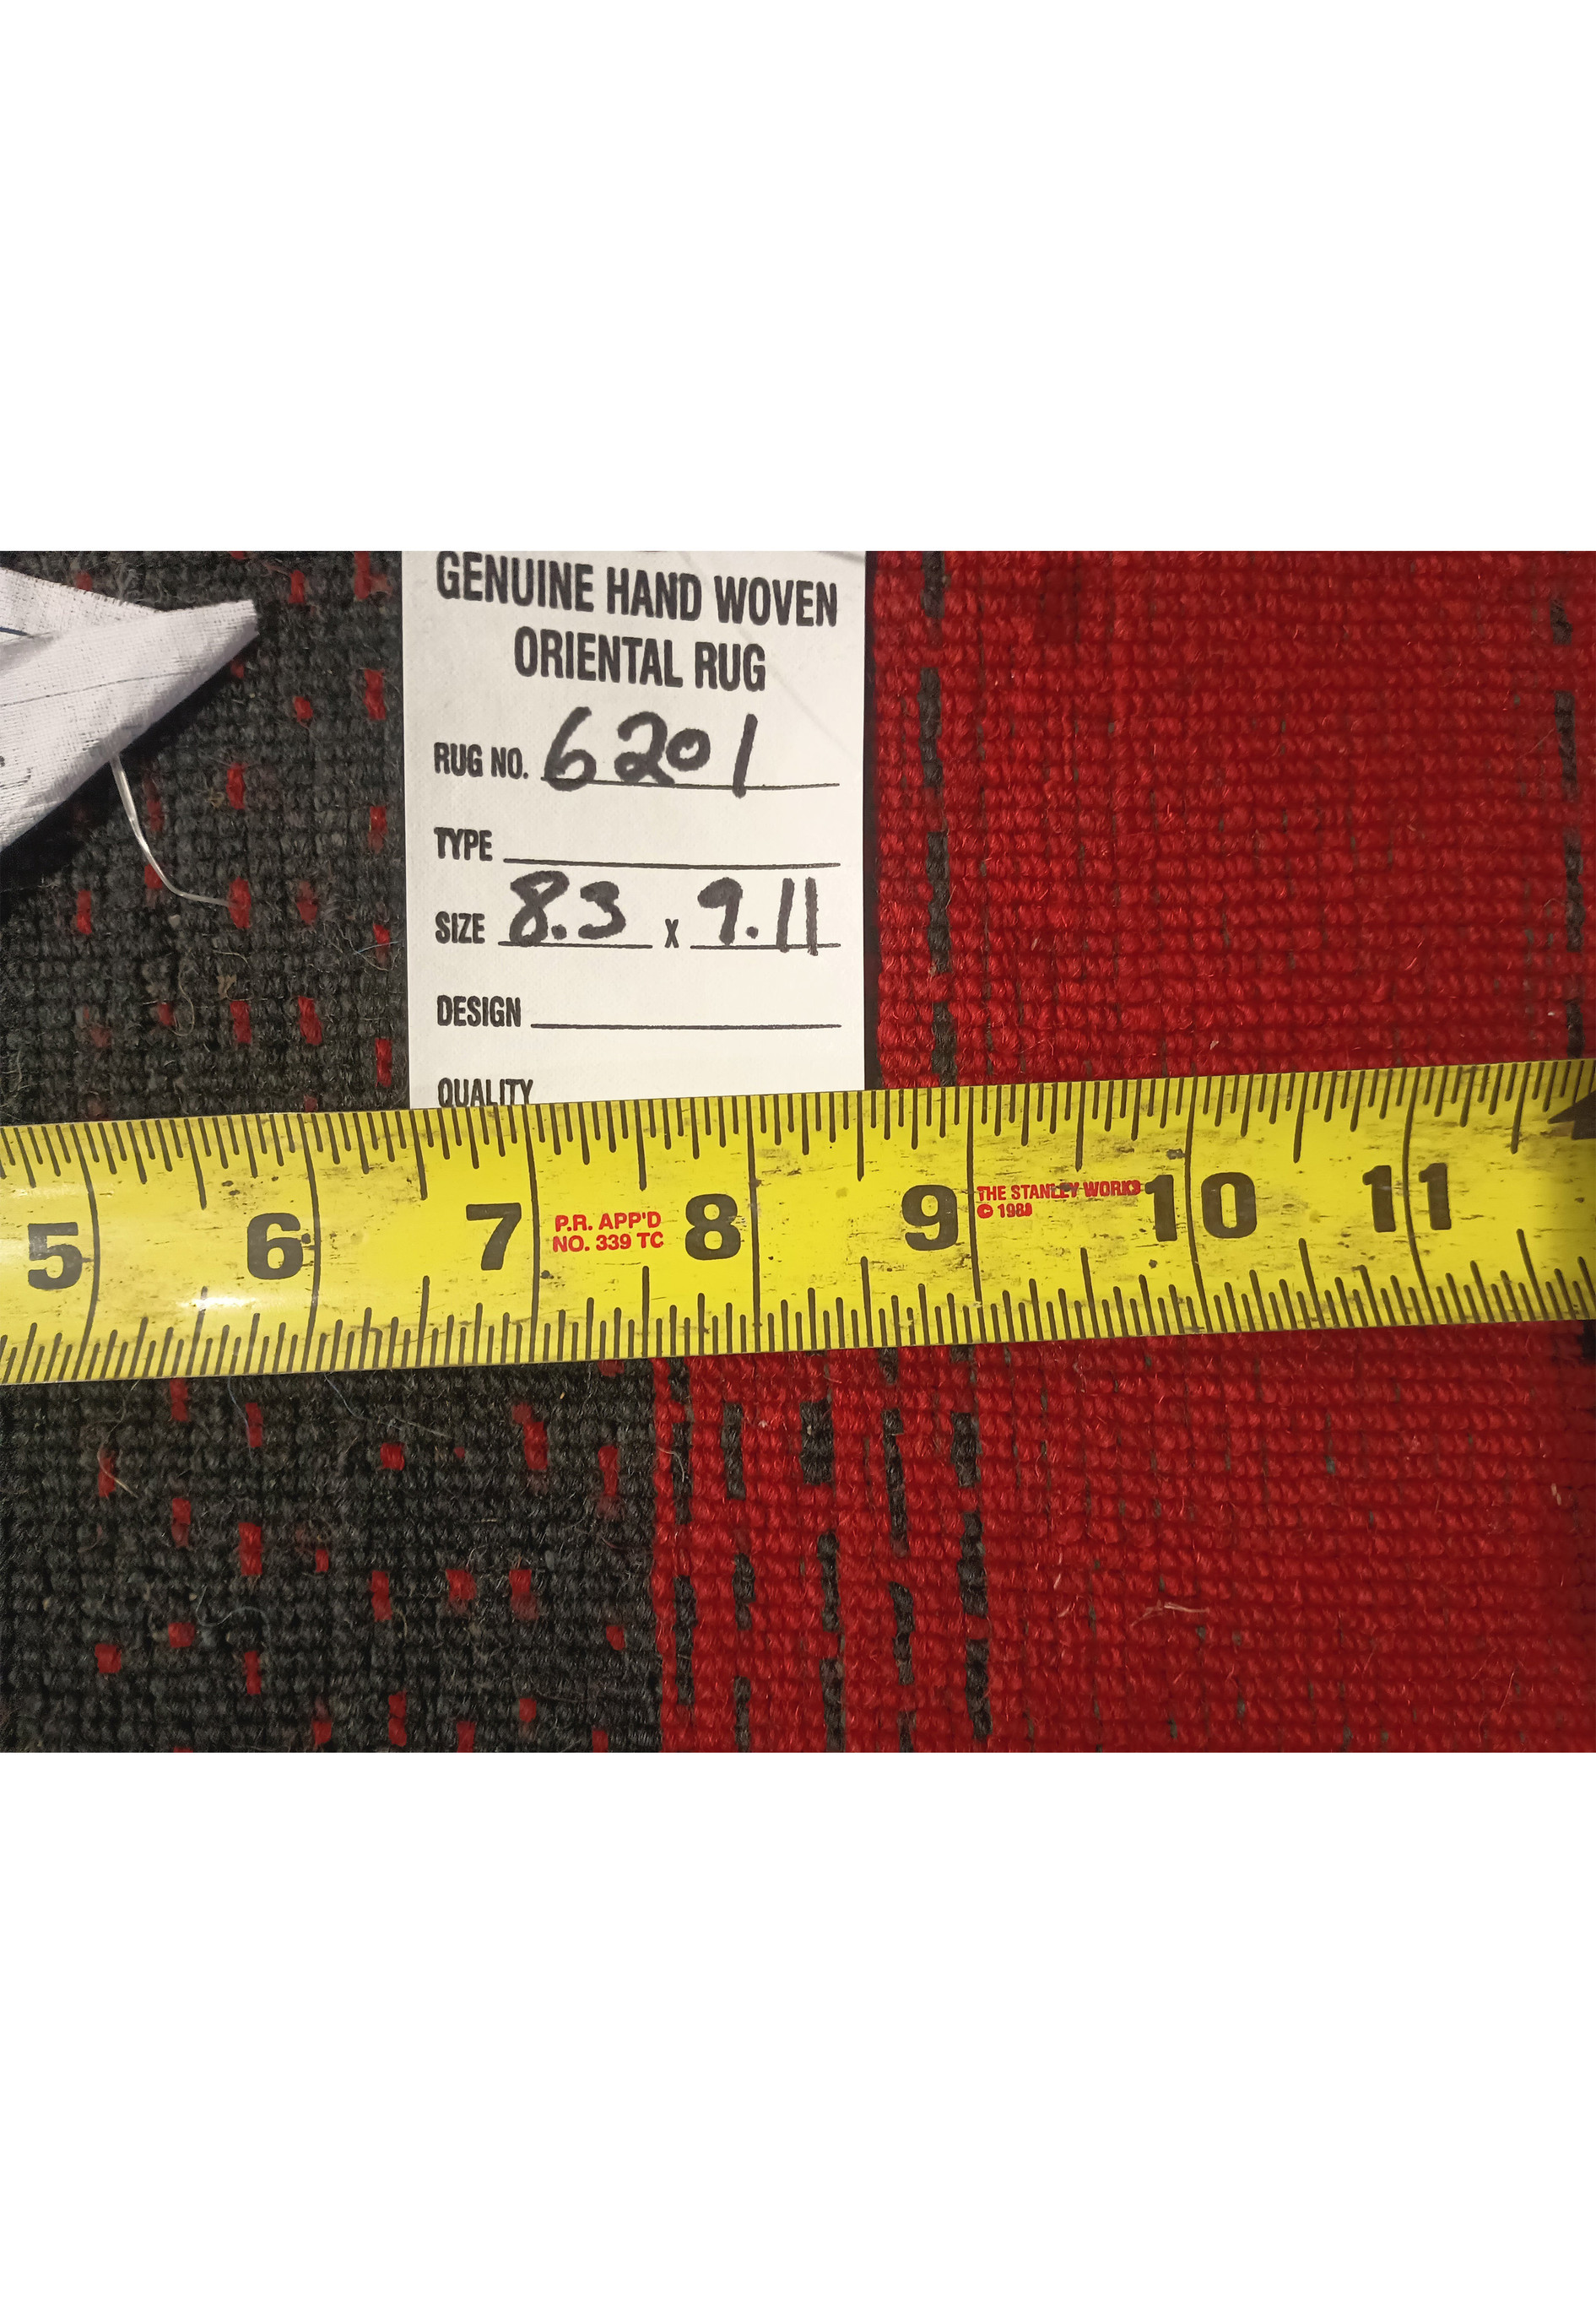 GENUINE HAND WOVEN
ORIENTAL RUG
RUG NO. 6201
TYPE
SIZE 8.3 x 9.11
DESIGN
QUALITY
5 6 7 8 9 10 11
P.R. APP'D
NO. 339 TC
THE STANLEY WORKS